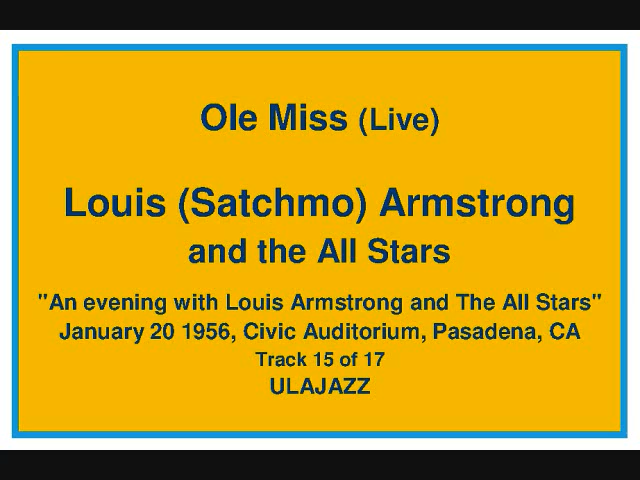 Ole Miss (Live)
Louis (Satchmo) Armstrong
and the All Stars
"An evening with Louis Armstrong and The All Stars"
January 20 1956, Civic Auditorium, Pasadena, CA
Track 15 of 17
ULAJAZZ